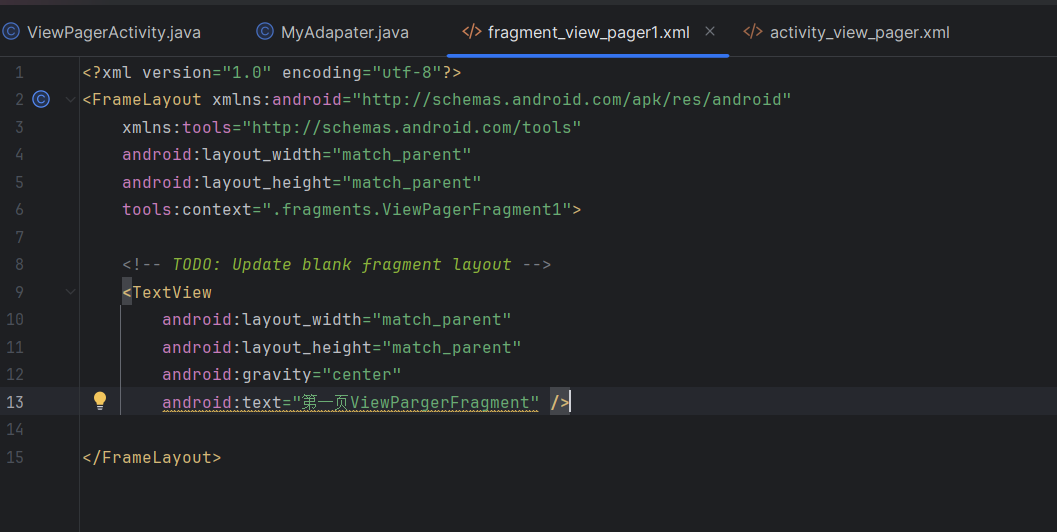 ViewPagerActivity.java MyAdapater.java fragment_view_pager1.xml activity_view_pager.xml
1 <?xml version="1.0" encoding="utf-8"?>
2 <FrameLayout xmlns:android="http://schemas.android.com/apk/res/android"
3 xmlns:tools="http://schemas.android.com/tools"
4 android:layout_width="match_parent"
5 android:layout_height="match_parent"
6 tools:context=".fragments.ViewPagerFragment1">
7
8 <!-- TODO: Update blank fragment layout -->
9 <TextView
10 android:layout_width="match_parent"
11 android:layout_height="match_parent"
12 android:gravity="center"
13 android:text="第一页ViewPargerFragment" />
14
15 </FrameLayout>